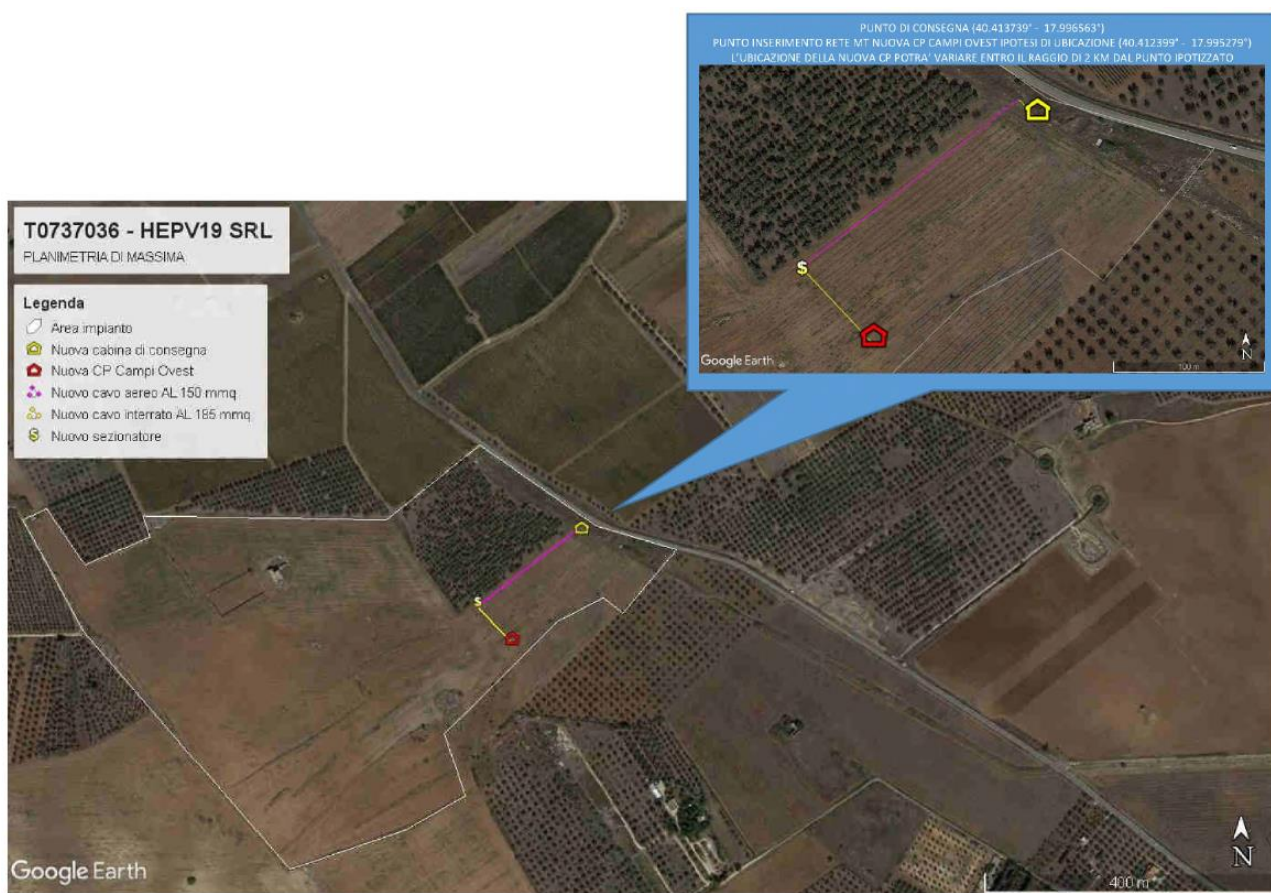 PUNTO DI CONSEGNA (40.413739° - 17.996563°)
PUNTO INSERIMENTO RETE MT NUOVA CP CAMPI OVEST IPOTESI DI UBICAZIONE (40.412399° - 17.995279°)
L'UBICAZIONE DELLA NUOVA CP POTRA' VARIARE ENTRO IL RAGGIO DI 2 KM DAL PUNTO IPOTIZZATO
S
Google Earth
100 m
N
T0737036 - HEPV19 SRL
PLANIMETRIA DI MASSIMA
Legenda
Area impianto
Nuova cabina di consegna
Nuova CP Campi Ovest
Nuovo cavo aereo AL 150 mmq
Nuovo cavo interrato AL 185 mmq
S Nuovo sezionatore
S
Google Earth
400 m
N